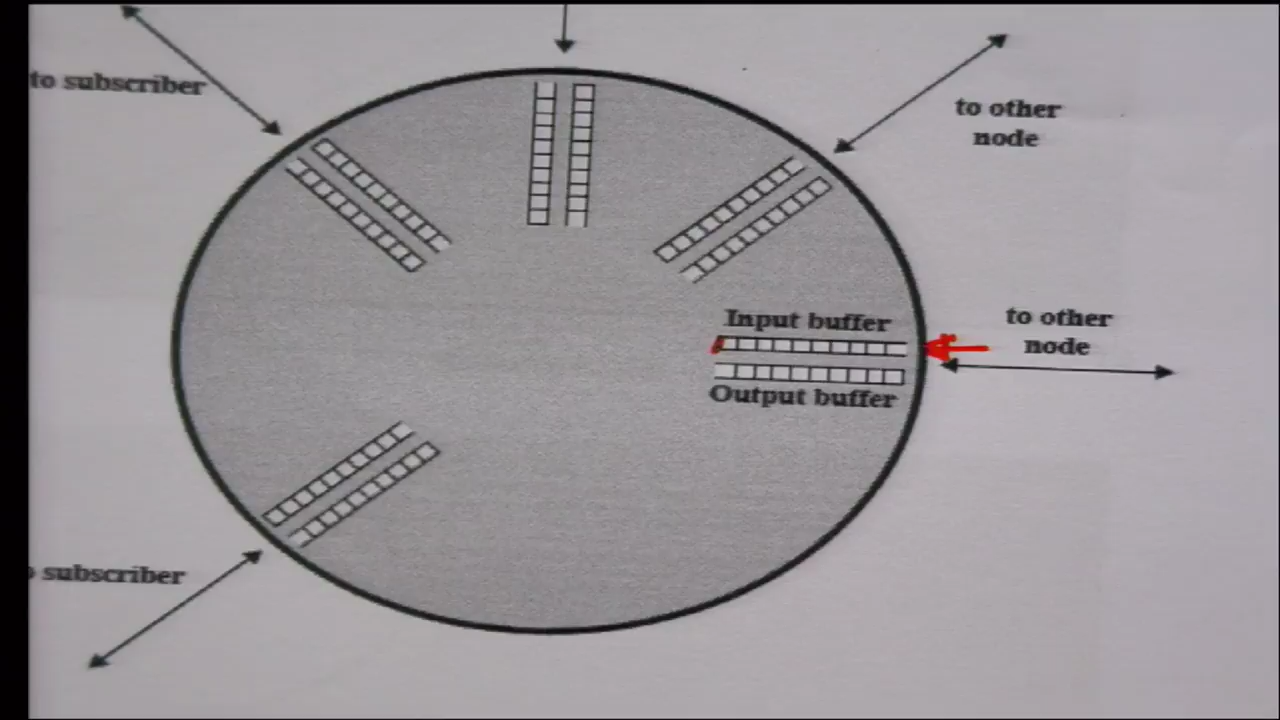 to subscriber
to other
node
Input buffer
to other
node
Output buffer
subscriber